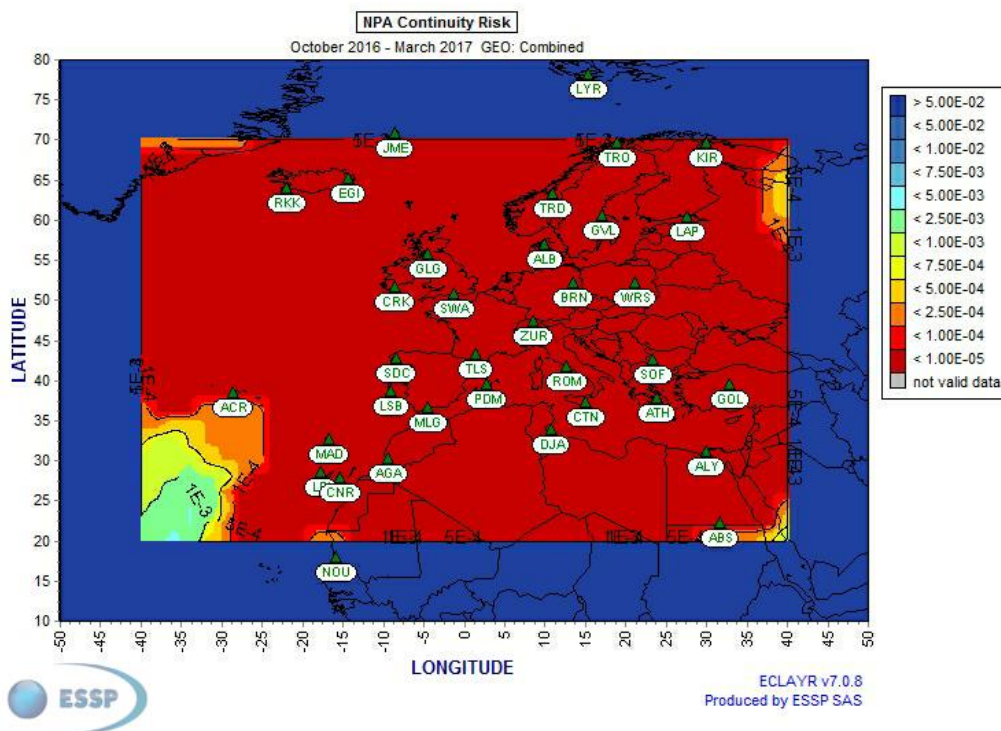 NPA Continuity Risk
October 2016 - March 2017 GEO: Combined
80
75
70
65
60
55
50
45
40
35
30
25
20
15
10
LATITUDE
LYR
JME
TRO
KIR
EGI
RKK
TRD
GVL
LAP
ALB
GLG
CRK
SWA
BRN
WRS
ZUR
SDC
TLS
ROM
SOF
ACR
LSB
PDM
MLG
CTN
ATH
GOL
DJA
MAD
AGA
ALY
CNR
ABS
NOU
1E-3
1E-4
5E-4
-50
-45
-40
-35
-30
-25
-20
-15
-10
-5
0
5
10
15
20
25
30
35
40
45
50
LONGITUDE
> 5.00E-02
< 5.00E-02
< 1.00E-02
< 7.50E-03
< 5.00E-03
< 2.50E-03
< 1.00E-03
< 7.50E-04
< 5.00E-04
< 2.50E-04
< 1.00E-04
< 1.00E-05
not valid data
ESSP
ECLAYR v7.0.8
Produced by ESSP SAS